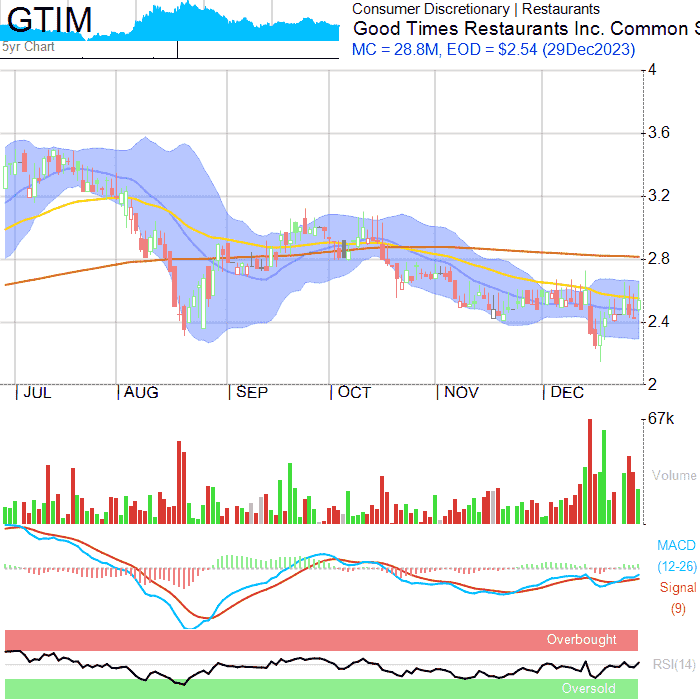 GTIM
5yr Chart
Consumer Discretionary | Restaurants
Good Times Restaurants Inc. Common S
MC = 28.8M, EOD = $2.54 (29Dec2023)
4
3.6
3.2
2.8
2.4
2
JUL AUG SEP OCT NOV DEC
67k
Volume
MACD
(12-26)
Signal
(9)
Overbought
RSI(14)
Oversold